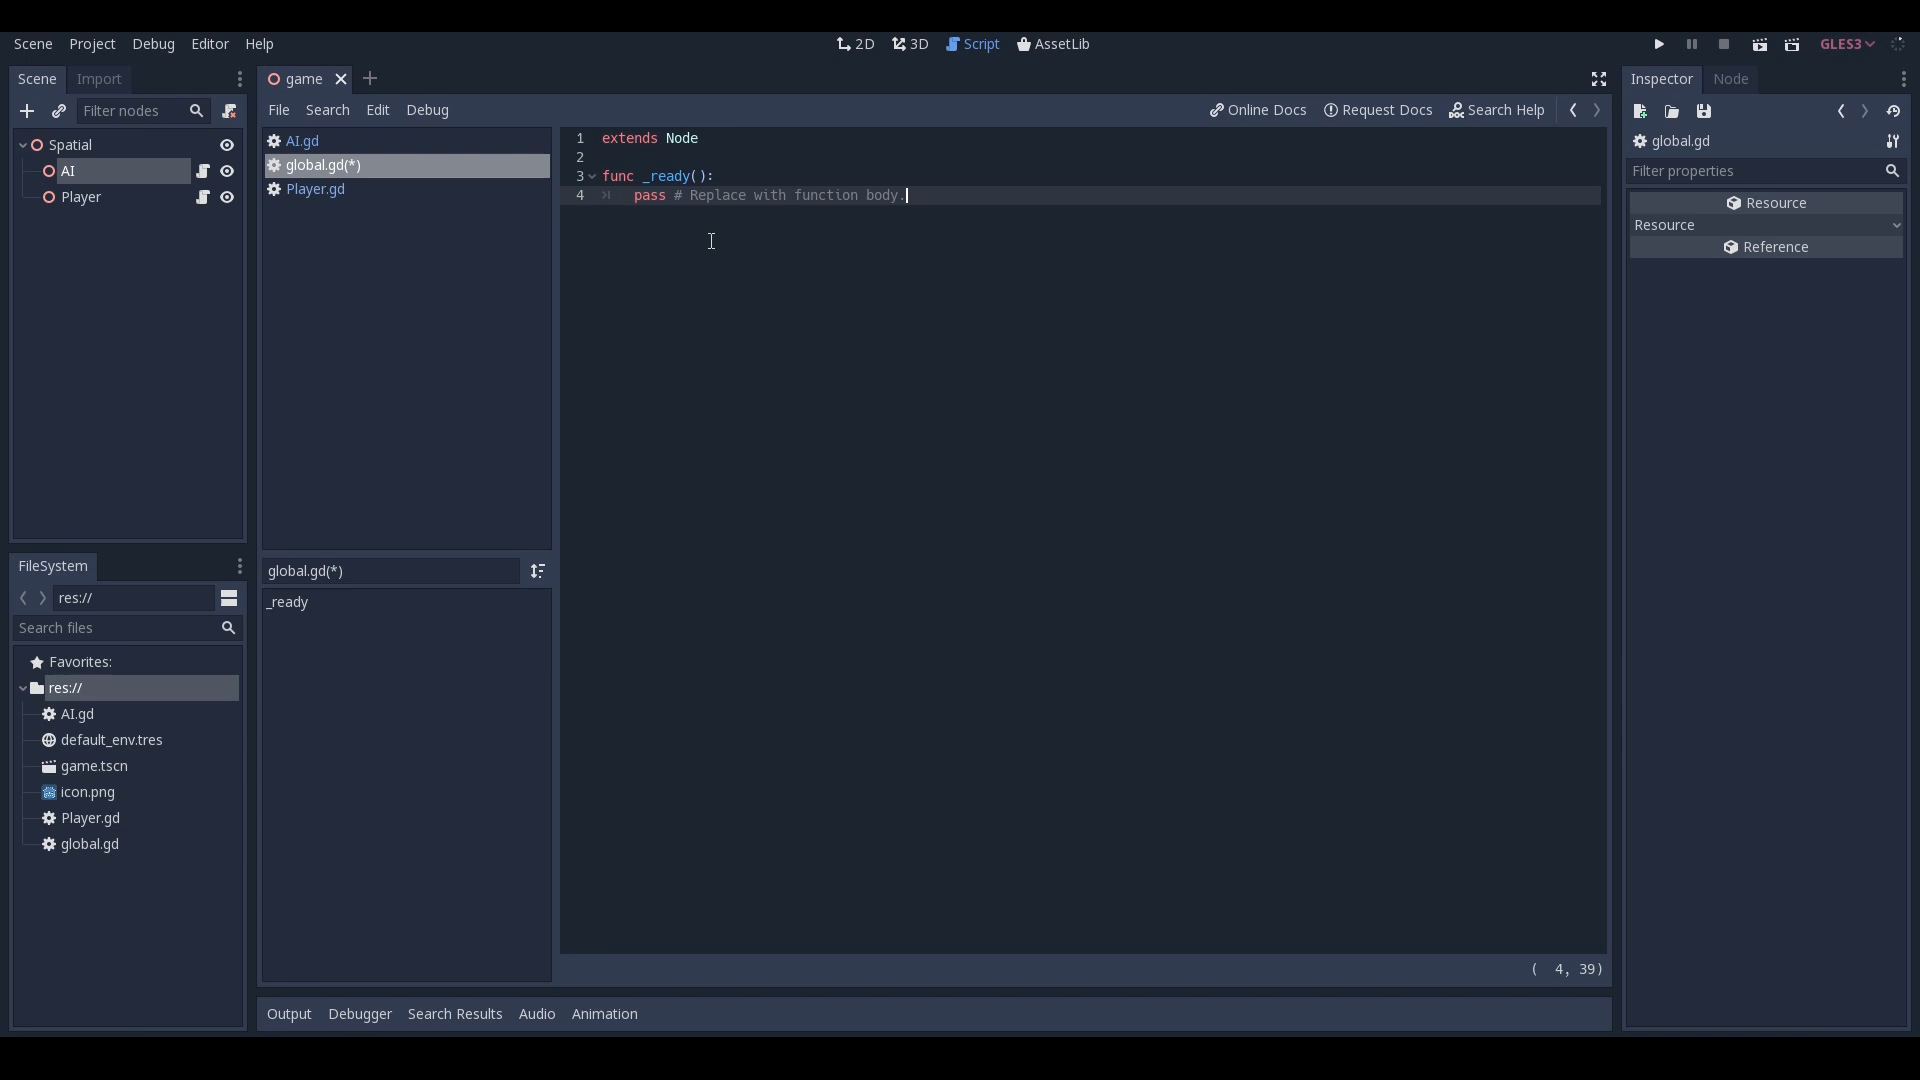 Scene Project Debug Editor Help
2D 3D Script AssetLib
GLES3
Scene Import
Filter nodes
Spatial
AI
Player
FileSystem
res://
Search files
Favorites:
res://
AI.gd
default_env.tres
game.tscn
icon.png
Player.gd
global.gd
game
File Search Edit Debug
Online Docs Request Docs Search Help
AI.gd
global.gd(*)
Player.gd
global.gd(*)
_ready
1 extends Node
2
3 func _ready():
4 pass # Replace with function body.
( 4, 39)
Output Debugger Search Results Audio Animation
Inspector Node
global.gd
Filter properties
Resource
Resource
Reference